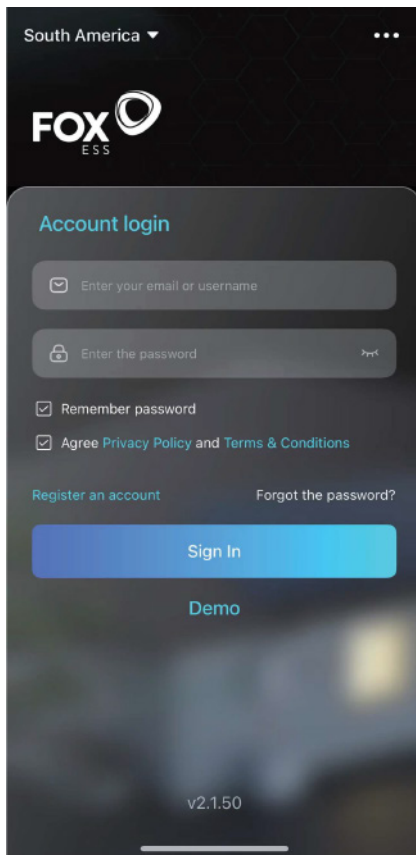 South America
FOX
ESS
Account login
Enter your email or username
Enter the password
Remember password
Agree Privacy Policy and Terms & Conditions
Register an account Forgot the password?
Sign In
Demo
v2.1.50